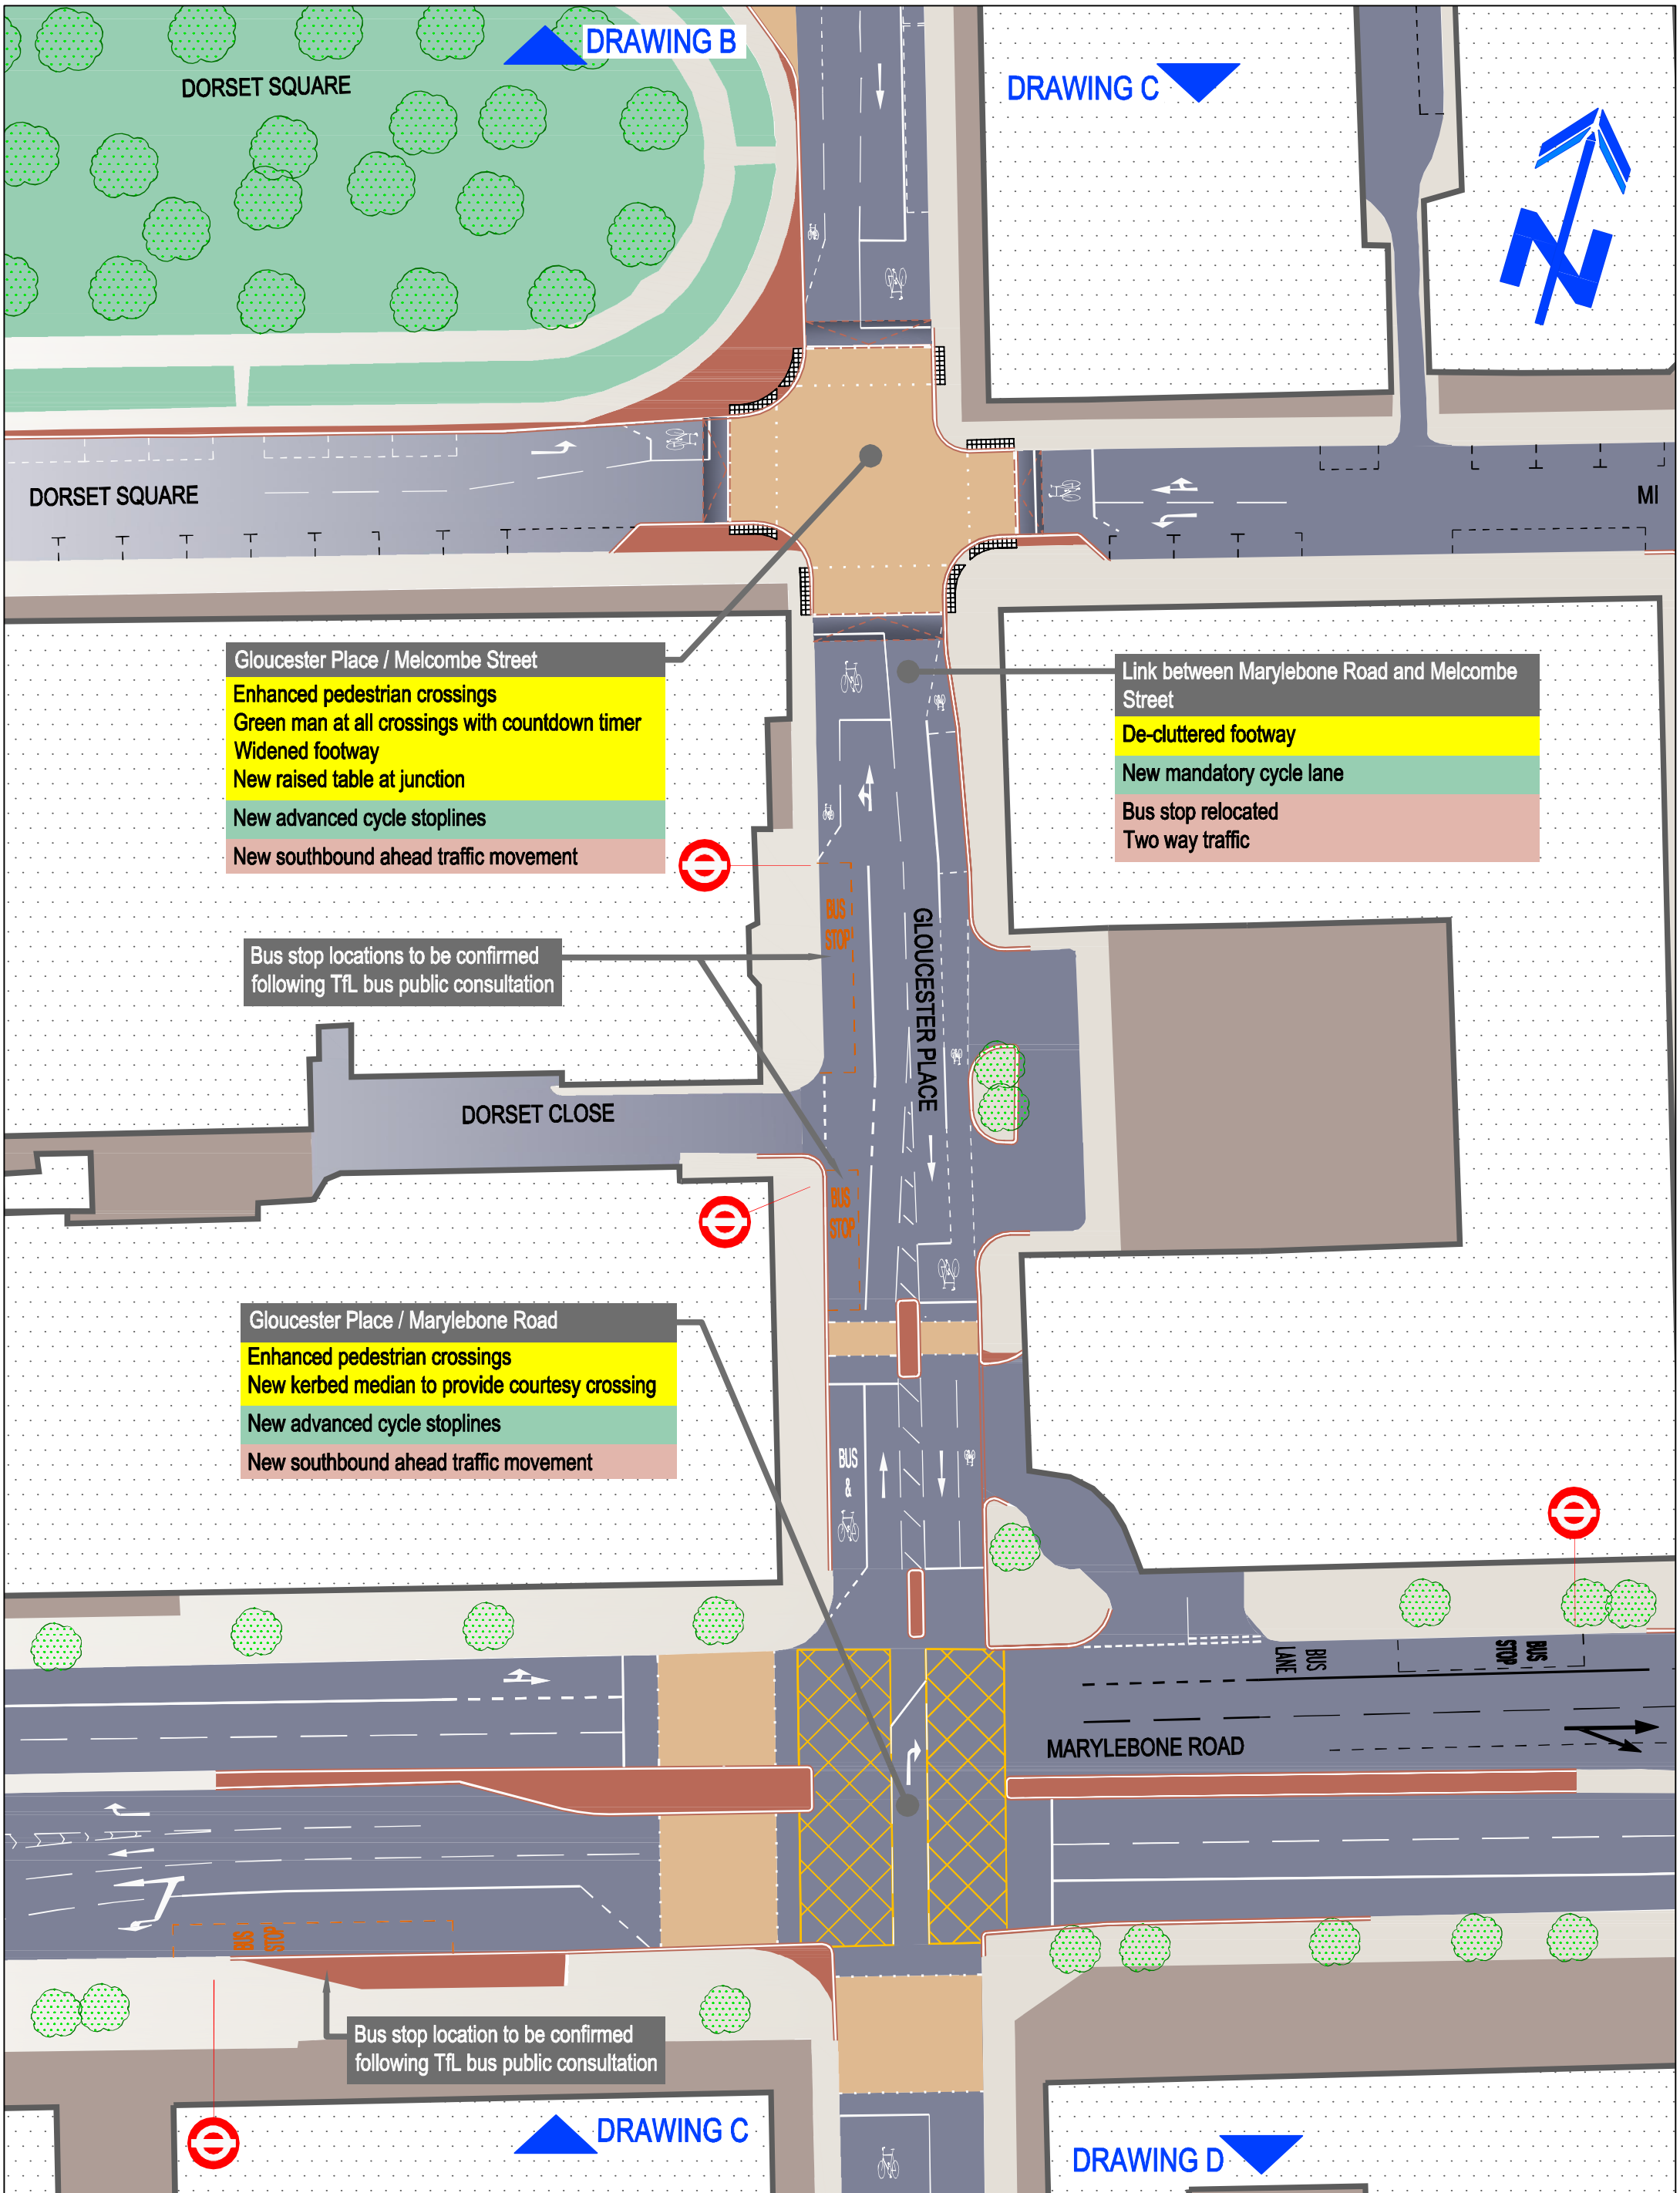 DRAWING B
DORSET SQUARE
DRAWING C
DORSET SQUARE
MI
Gloucester Place / Melcombe Street
Enhanced pedestrian crossings
Green man at all crossings with countdown timer
Widened footway
New raised table at junction
New advanced cycle stoplines
New southbound ahead traffic movement
Link between Marylebone Road and Melcombe
Street
De-cluttered footway
New mandatory cycle lane
Bus stop relocated
Two way traffic
BUS
STOP
GLOUCESTER PLACE
Bus stop locations to be confirmed
following TfL bus public consultation
DORSET CLOSE
BUS
STOP
Gloucester Place / Marylebone Road
Enhanced pedestrian crossings
New kerbed median to provide courtesy crossing
New advanced cycle stoplines
New southbound ahead traffic movement
BUS
&
BUS
LANE
BUS
STOP
MARYLEBONE ROAD
BUS
STOP
Bus stop location to be confirmed
following TfL bus public consultation
DRAWING C
DRAWING D
N